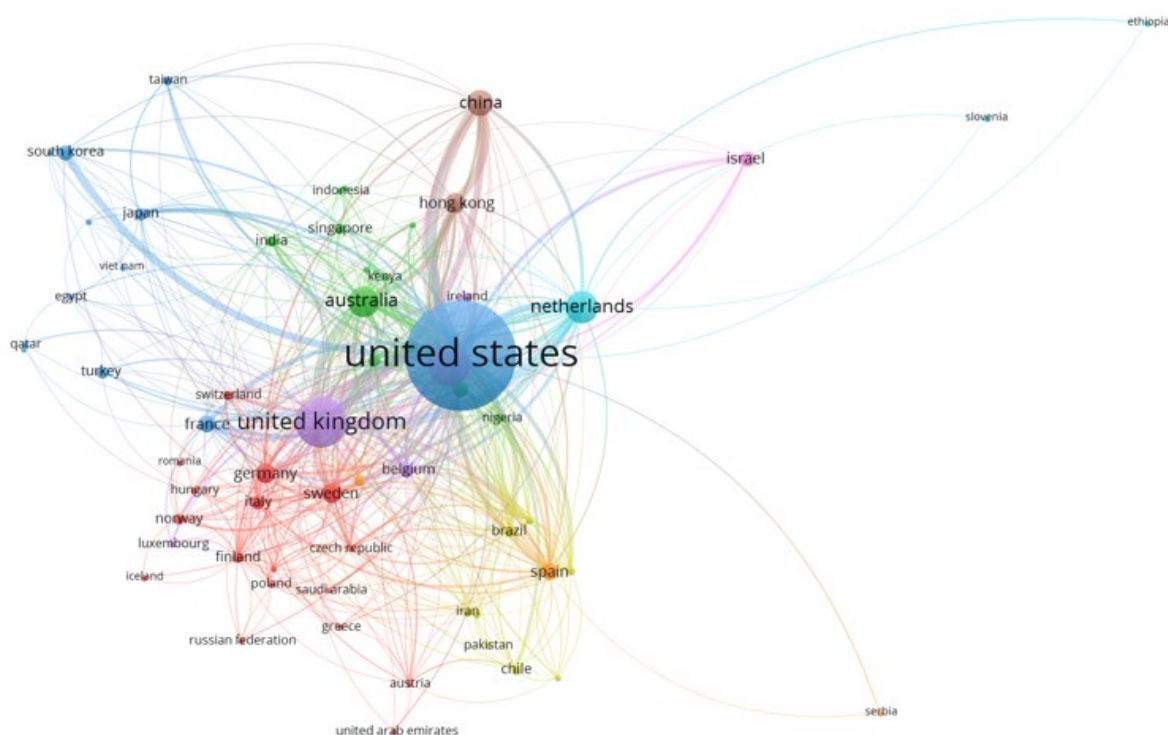 ethiopia
taiwan
china
slovenia
south korea
israel
indonesia
hong kong
japan
singapore
india
viet nam
kenya
egypt
ireland
australia
netherlands
qatar
united states
turkey
switzerland
nigeria
france
united kingdom
romania
belgium
germany
hungary
sweden
italy
norway
brazil
luxembourg
czech republic
finland
spain
iceland
poland
saudi arabia
iran
greece
russian federation
pakistan
chile
austria
serbia
united arab emirates